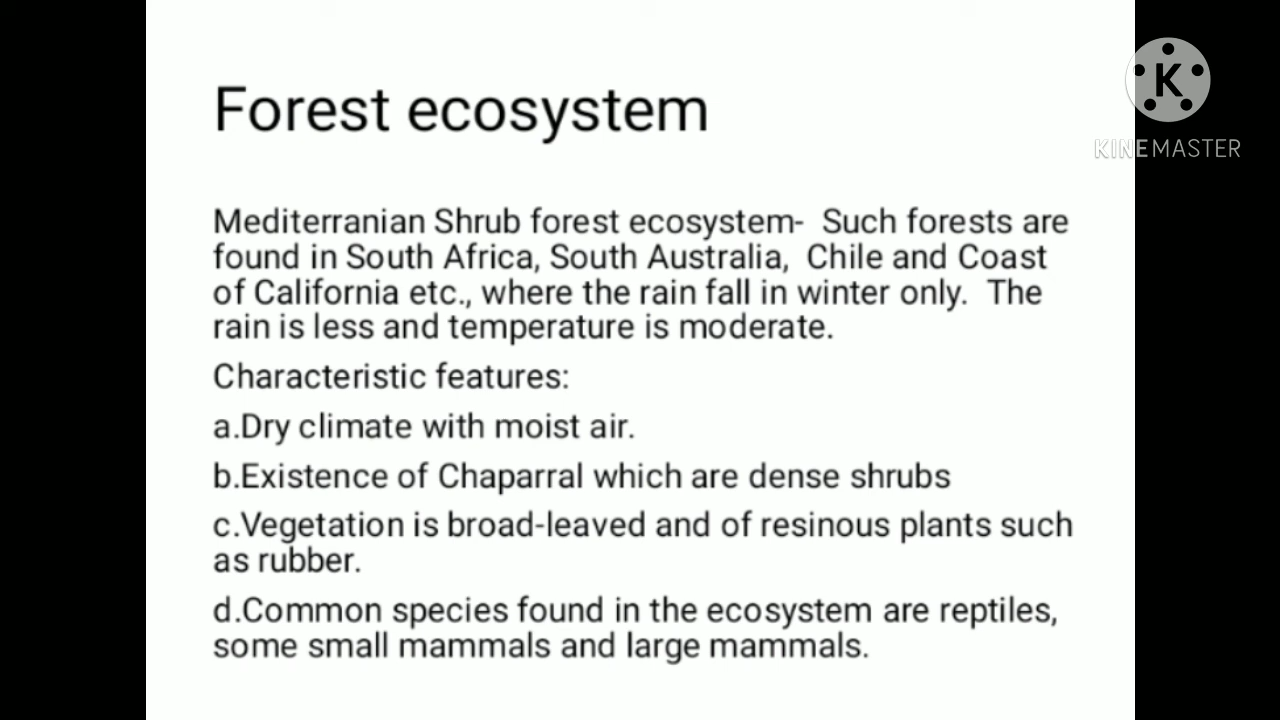 Forest ecosystem
K
KINEMASTER
Mediterranian Shrub forest ecosystem-  Such forests are
found in South Africa, South Australia,  Chile and Coast
of California etc., where the rain fall in winter only.  The
rain is less and temperature is moderate.
Characteristic features:
a.Dry climate with moist air.
b.Existence of Chaparral which are dense shrubs
c.Vegetation is broad-leaved and of resinous plants such
as rubber.
d.Common species found in the ecosystem are reptiles,
some small mammals and large mammals.